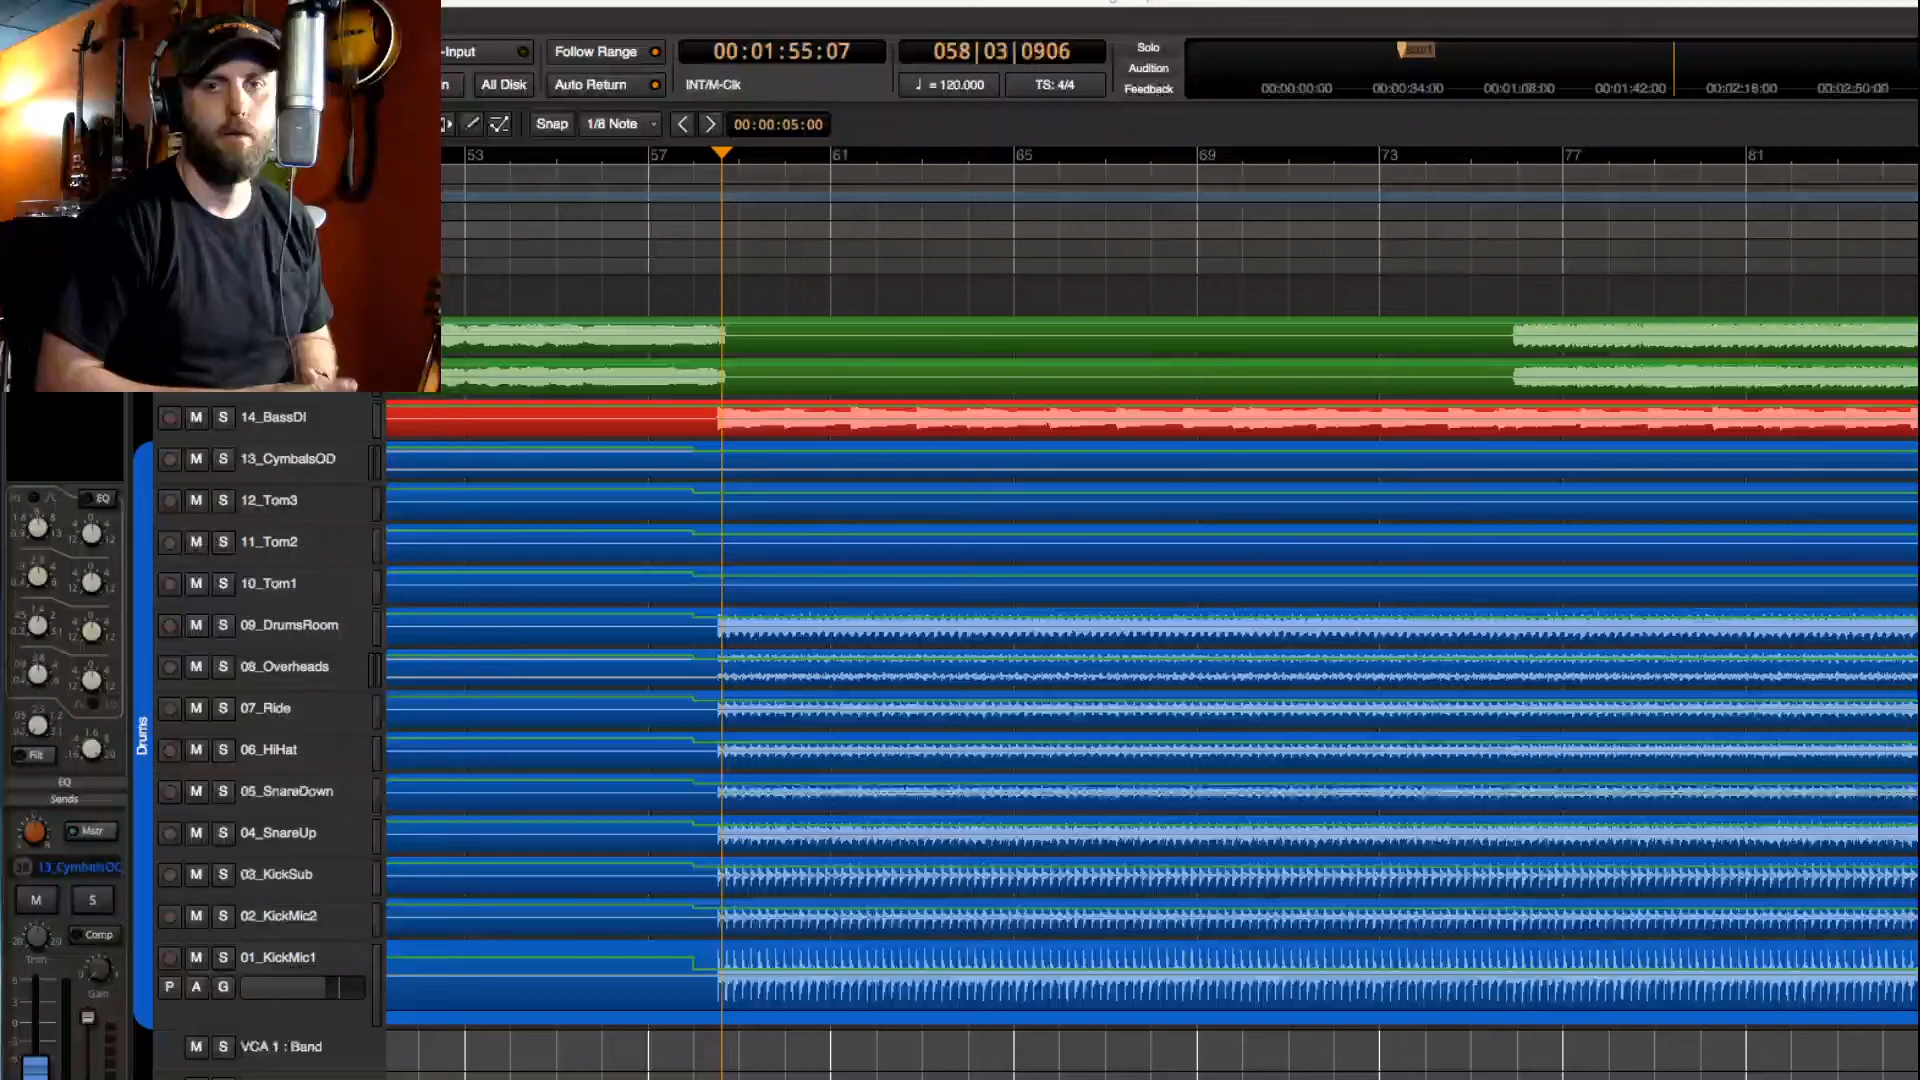 -Input
Follow Range
00:01:55:07
058|03|0906
Solo
Audition
Feedback
start
n
All Disk
Auto Return
INT/M-Clk
♩ = 120.000
TS: 4/4
00:00:00:00
00:00:34:00
00:01:08:00
00:01:42:00
00:02:16:00
00:02:50:00
Snap
1/8 Note
00:00:05:00
53
57
61
65
69
73
77
81
M S 14_BassDI
M S 13_CymbalsOD
M S 12_Tom3
M S 11_Tom2
M S 10_Tom1
M S 09_DrumsRoom
M S 08_Overheads
M S 07_Ride
M S 06_HiHat
M S 05_SnareDown
M S 04_SnareUp
M S 03_KickSub
M S 02_KickMic2
M S 01_KickMic1
P A G
M S VCA 1 : Band
Drums
EQ
Filt
EQ
Sends
L R
Mstr
13_CymbalsOD
M S
Comp
Trim
Gain